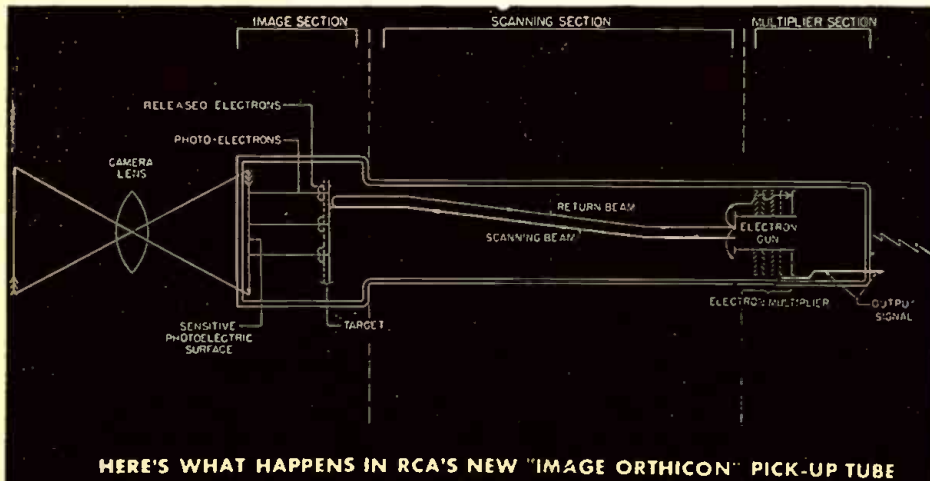 IMAGE SECTION
SCANNING SECTION
MULTIPLIER SECTION
RELEASED ELECTRONS
PHOTO-ELECTRONS
CAMERA
LENS
RETURN BEAM
SCANNING BEAM
ELECTRON
GUN
SENSITIVE
PHOTOELECTRIC
SURFACE
TARGET
ELECTRON MULTIPLIER
OUTPUT
SIGNAL
HERE'S WHAT HAPPENS IN RCA'S NEW "IMAGE ORTHICON" PICK-UP TUBE